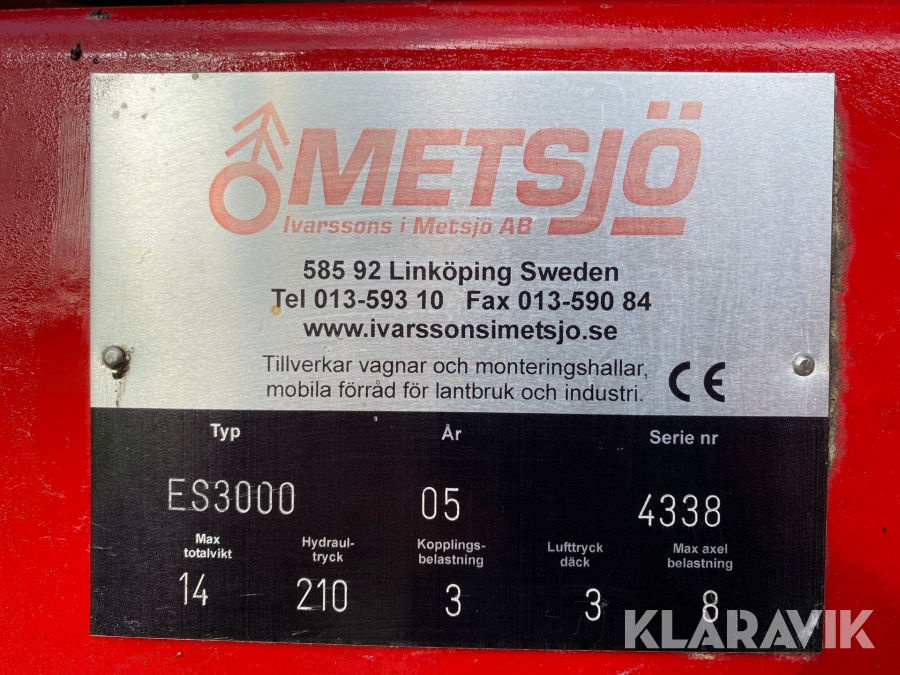 METSJÖ
Ivarssons i Metsjö AB
585 92 Linköping Sweden
Tel 013-593 10 Fax 013-590 84
www.ivarssonsimetsjo.se
Tillverkar vagnar och monteringshallar,
mobila förråd för lantbruk och industri.
CE
Typ År Serie nr
ES3000 05 4338
Max totalvikt Hydraul-tryck Kopplings-belastning Lufttryck däck Max axel belastning
14 210 3 3 8
KLARAVIK